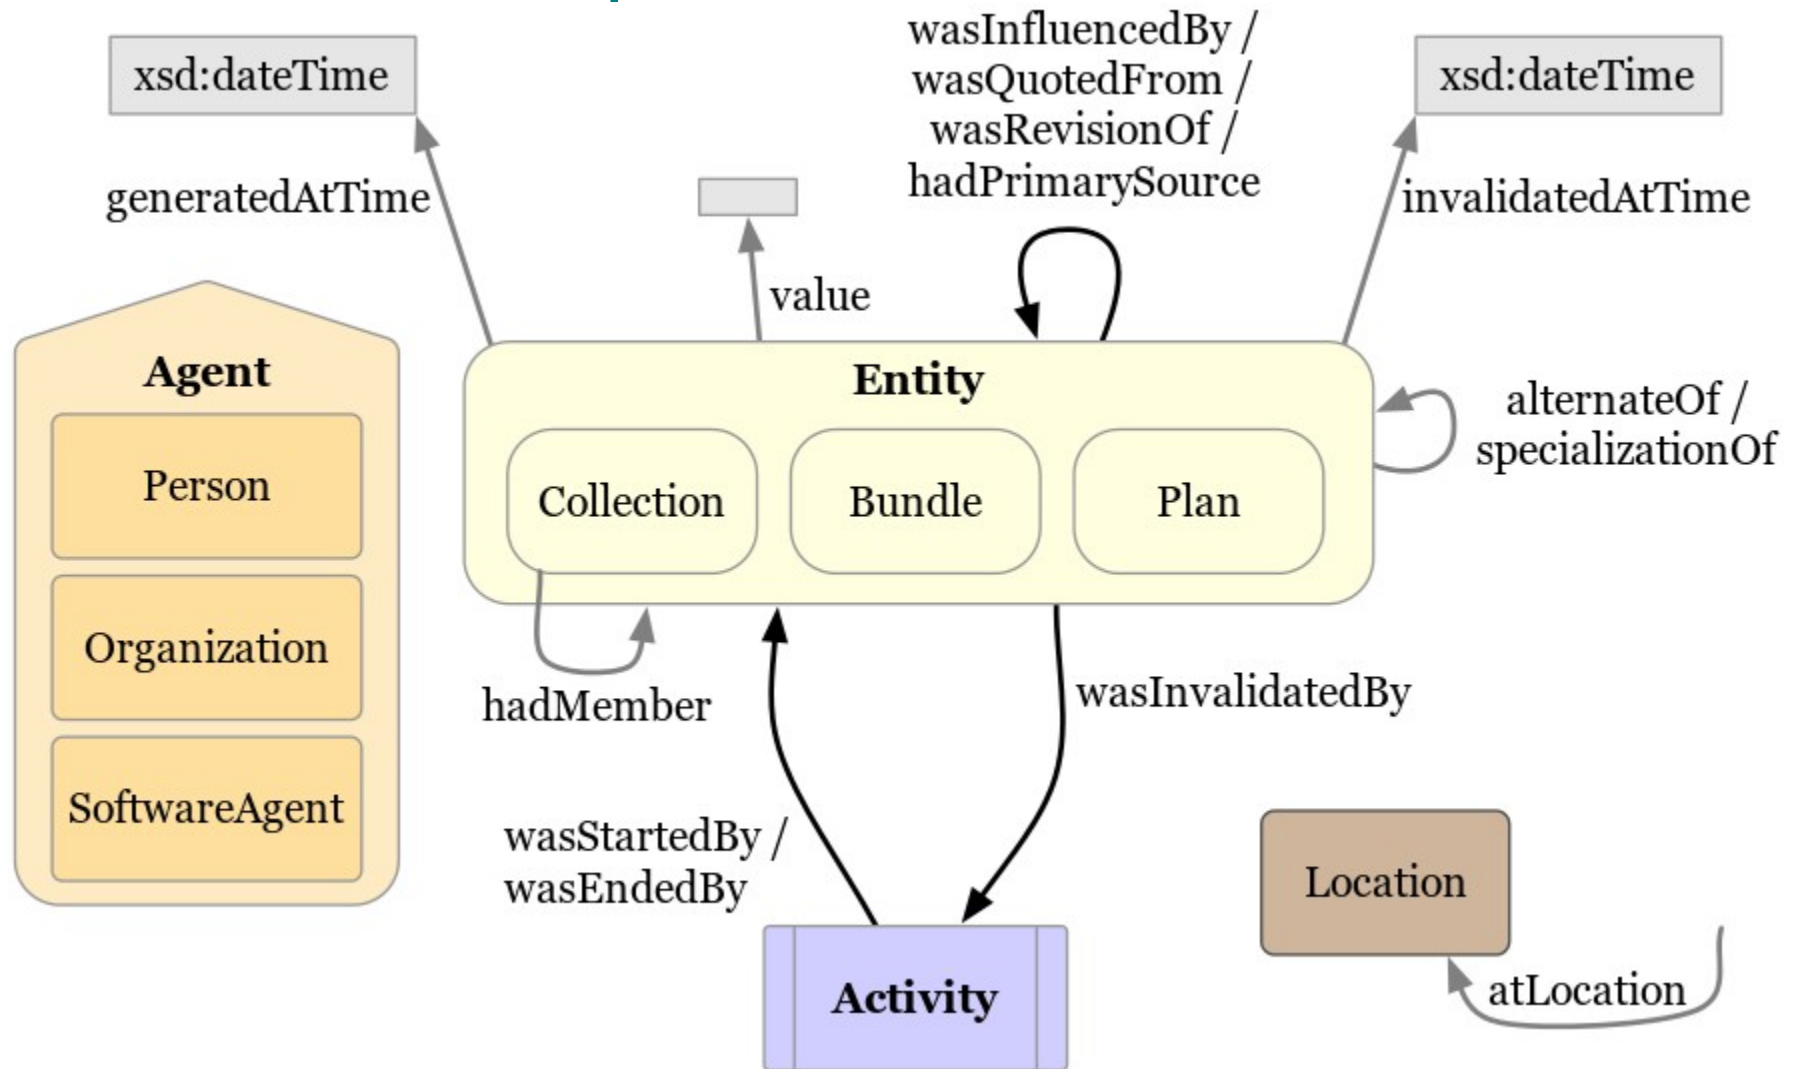 xsd:dateTime
wasInfluencedBy /
wasQuotedFrom /
wasRevisionOf /
hadPrimarySource
xsd:dateTime
generatedAtTime
value
invalidatedAtTime
Agent
Person
Organization
SoftwareAgent
Entity
Collection
Bundle
Plan
alternateOf /
specializationOf
hadMember
wasInvalidatedBy
wasStartedBy /
wasEndedBy
Activity
Location
atLocation